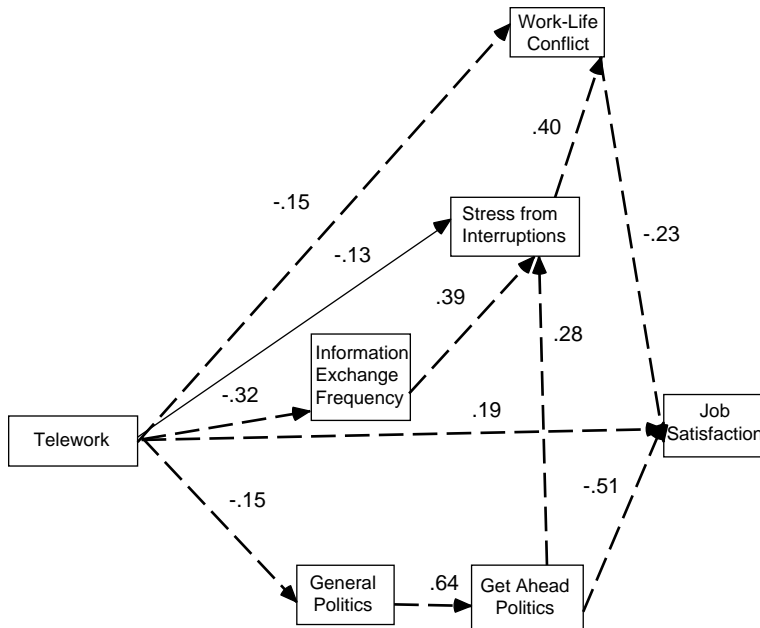 Work-Life
Conflict
.40
-.15
Stress from
Interruptions
-.13
-.23
.39
.28
Information
Exchange
Frequency
-.32
.19
Job
Satisfaction
Telework
-.51
-.15
General
Politics
.64
Get Ahead
Politics